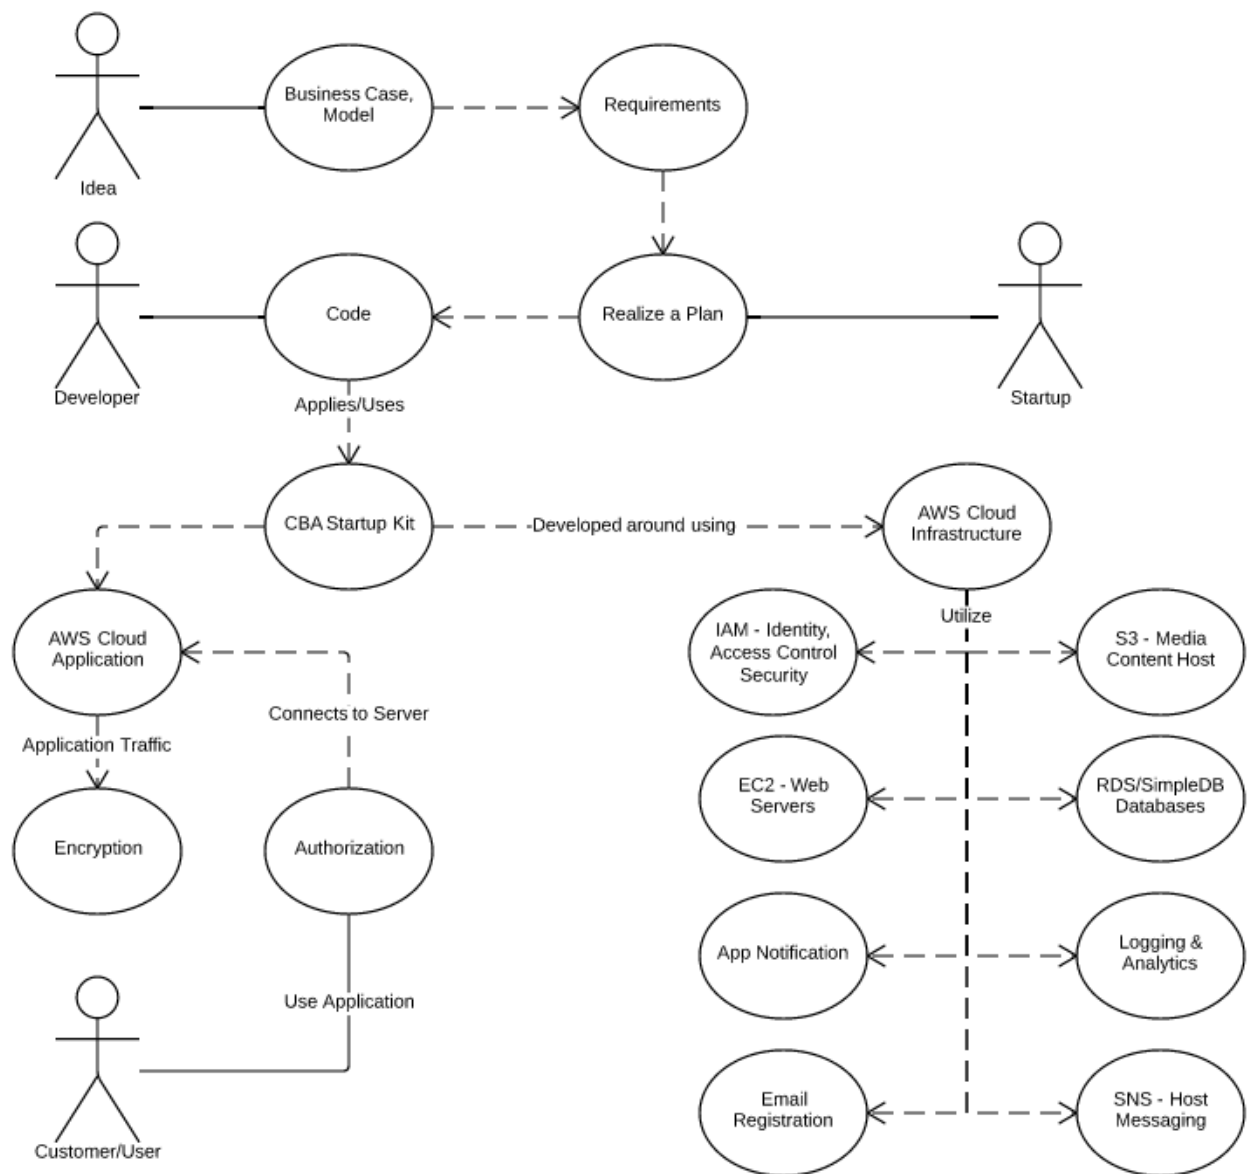 Business Case,
Model
Requirements
Idea
Code
Realize a Plan
Developer
Startup
Applies/Uses
CBA Startup Kit
Developed around using
AWS Cloud
Infrastructure
Utilize
AWS Cloud
Application
IAM - Identity,
Access Control
Security
S3 - Media
Content Host
Connects to Server
Application Traffic
EC2 - Web
Servers
RDS/SimpleDB
Databases
Encryption
Authorization
App Notification
Logging &
Analytics
Use Application
Email
Registration
SNS - Host
Messaging
Customer/User